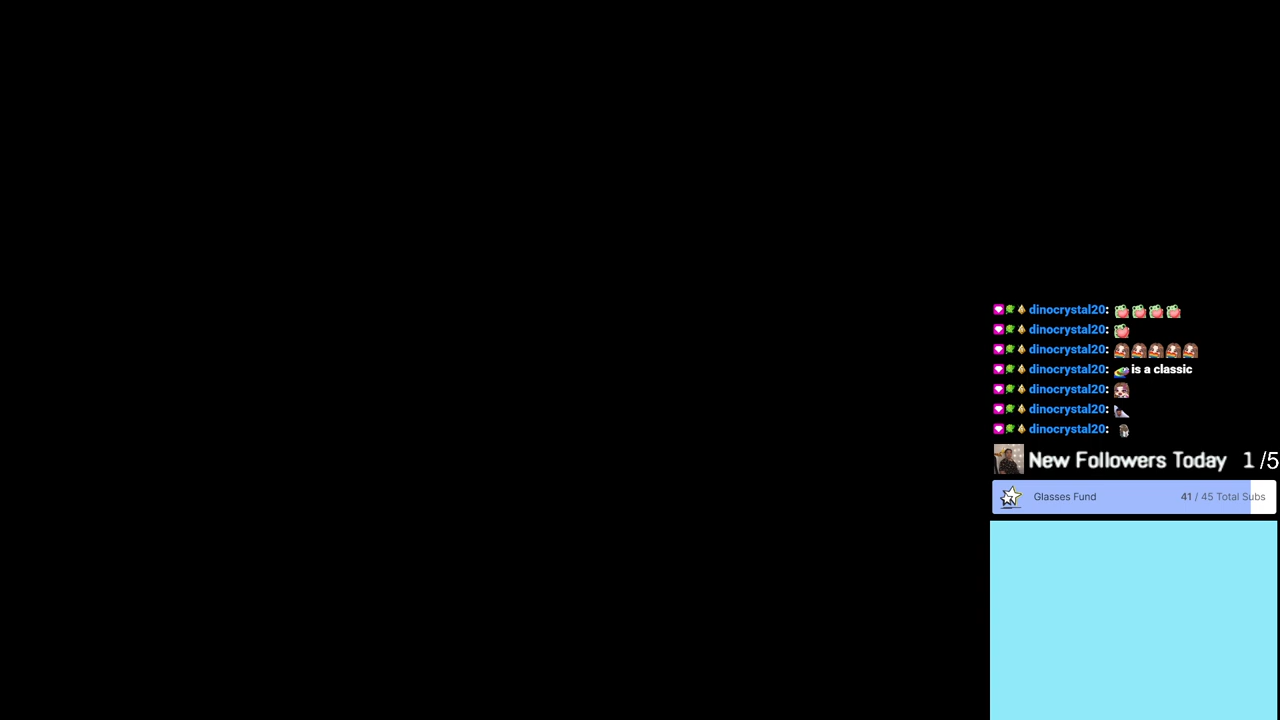 dinocrystal20:
dinocrystal20:
dinocrystal20:
dinocrystal20: is a classic
dinocrystal20:
dinocrystal20:
dinocrystal20:
New Followers Today 1 /5
Glasses Fund 41 / 45 Total Subs